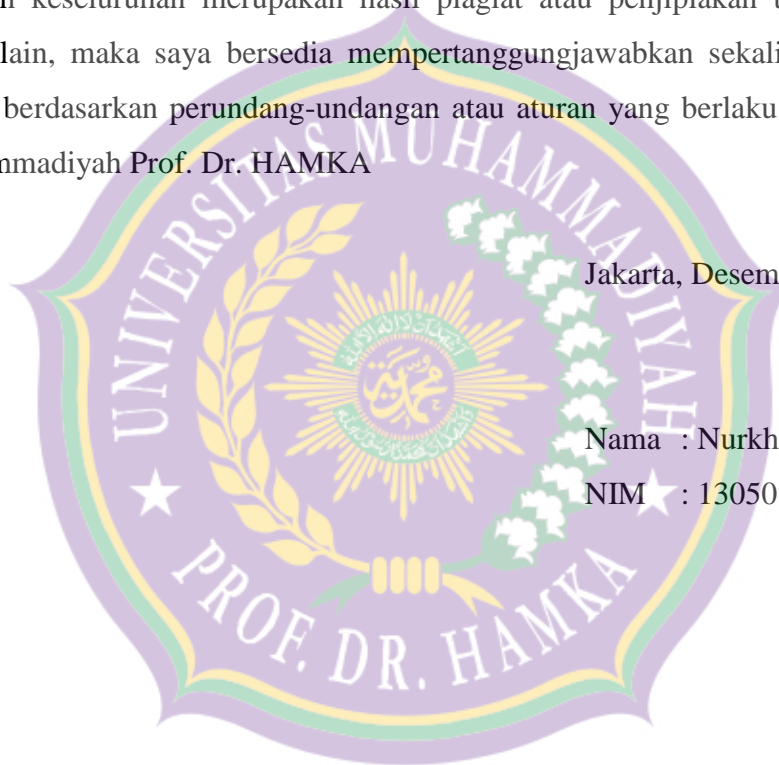 keseluruhan merupakan hasil plagiat atau penjiplakan
lain, maka saya bersedia mempertanggungjawabkan sekali
berdasarkan perundang-undangan atau aturan yang berlaku
mmadiyah Prof. Dr. HAMKA
Jakarta, Desem
Nama : Nurkh
NIM : 13050
UNIVERSITAS MUHAMMADIYAH
PROF. DR. HAMKA
محمدية